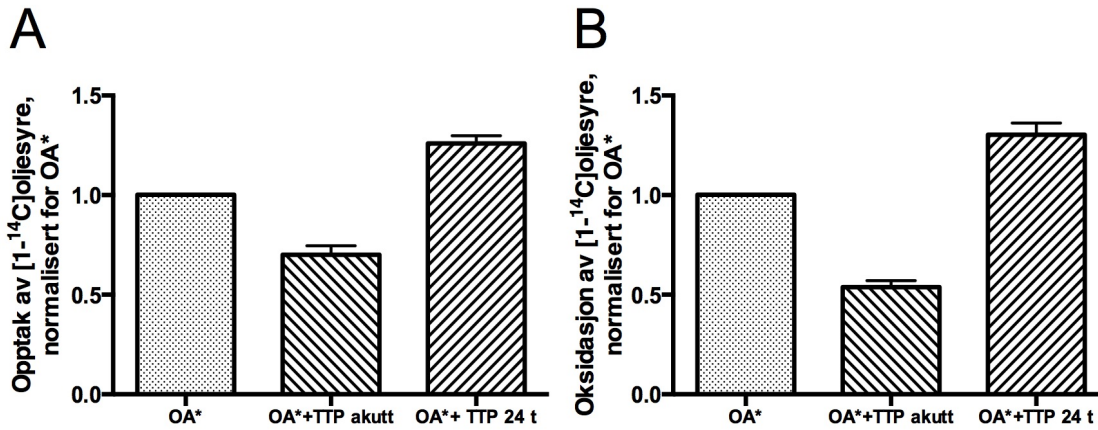 A
Opptak av [1-¹⁴C]oljesyre,
normalisert for OA*
1.5
1.0
0.5
0.0
OA*
OA*+TTP akutt
OA*+ TTP 24 t
B
Oksidasjon av [1-¹⁴C]oljesyre,
normalisert for OA*
1.5
1.0
0.5
0.0
OA*
OA*+TTP akutt
OA*+TTP 24 t